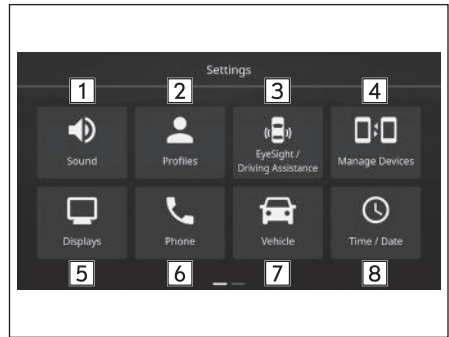 Settings
1 2 3 4
Sound Profiles EyeSight / Manage Devices
Driving Assistance
Displays Phone Vehicle Time / Date
5 6 7 8